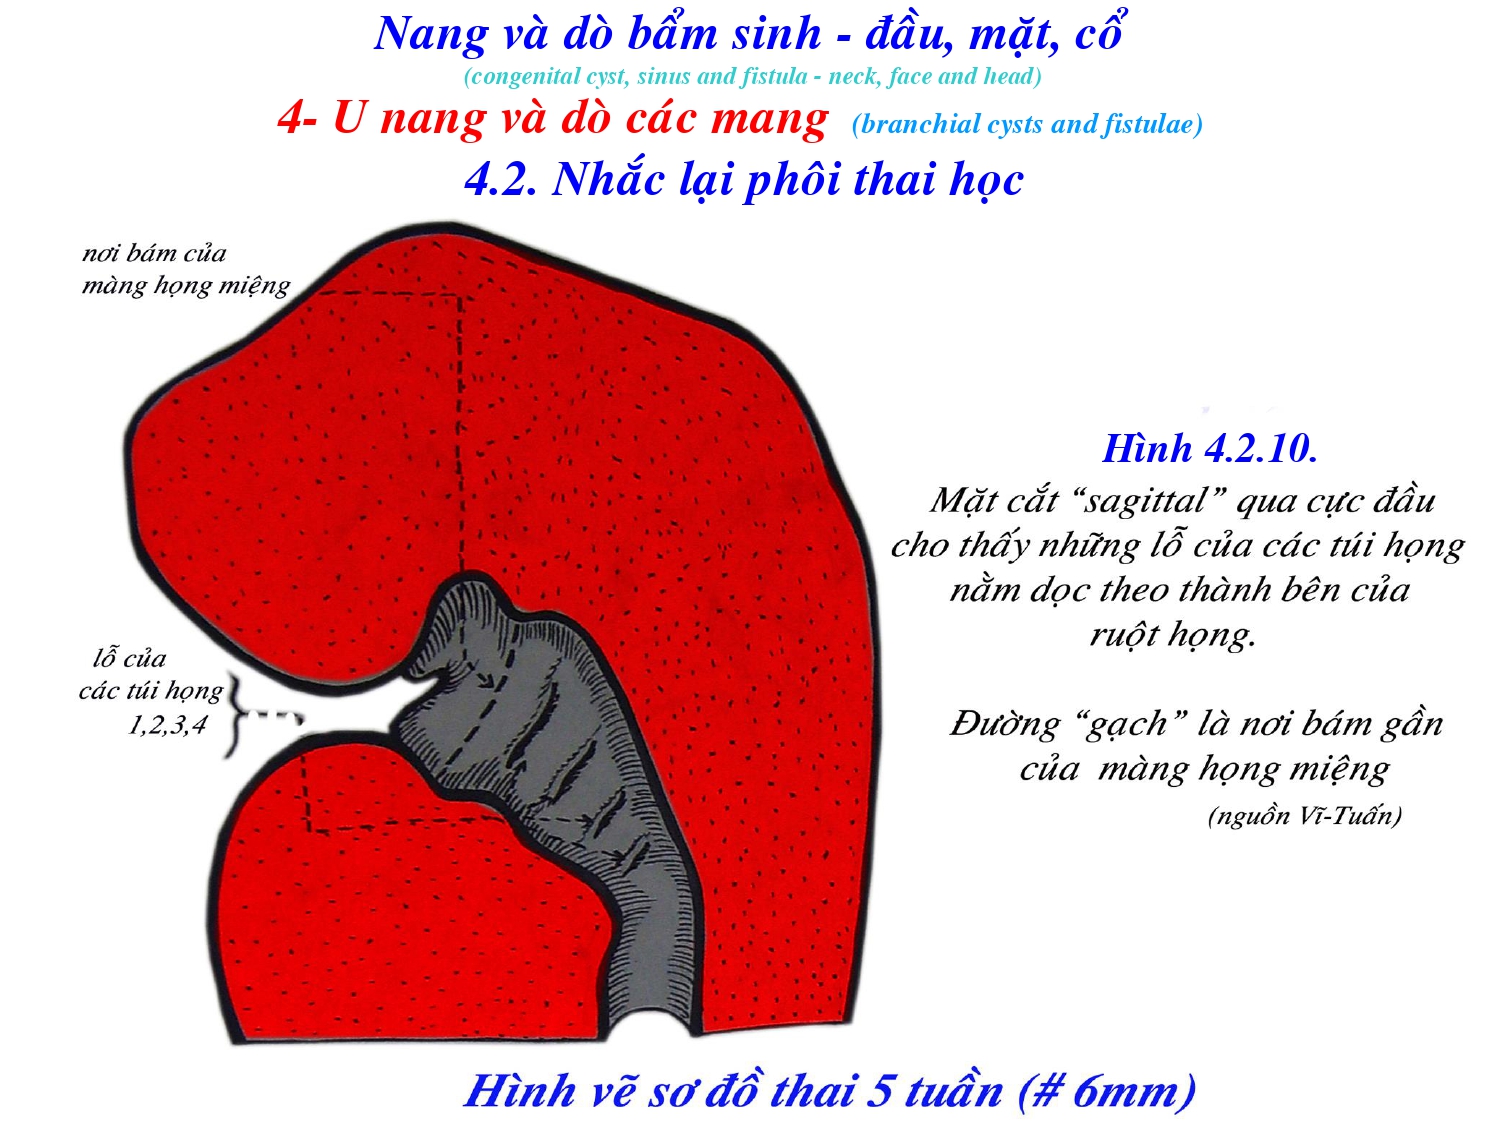 Nang và dò bẩm sinh - đầu, mặt, cổ
(congenital cyst, sinus and fistula - neck, face and head)
4- U nang và dò các mang (branchial cysts and fistulae)
4.2. Nhắc lại phôi thai học
nơi bám của
màng họng miệng
lỗ của
các túi họng
1,2,3,4
Hình 4.2.10.
Mặt cắt “sagittal” qua cực đầu
cho thấy những lỗ của các túi họng
nằm dọc theo thành bên của
ruột họng.
Đường “gạch” là nơi bám gần
của màng họng miệng
(nguồn Vĩ-Tuấn)
Hình vẽ sơ đồ thai 5 tuần (# 6mm)